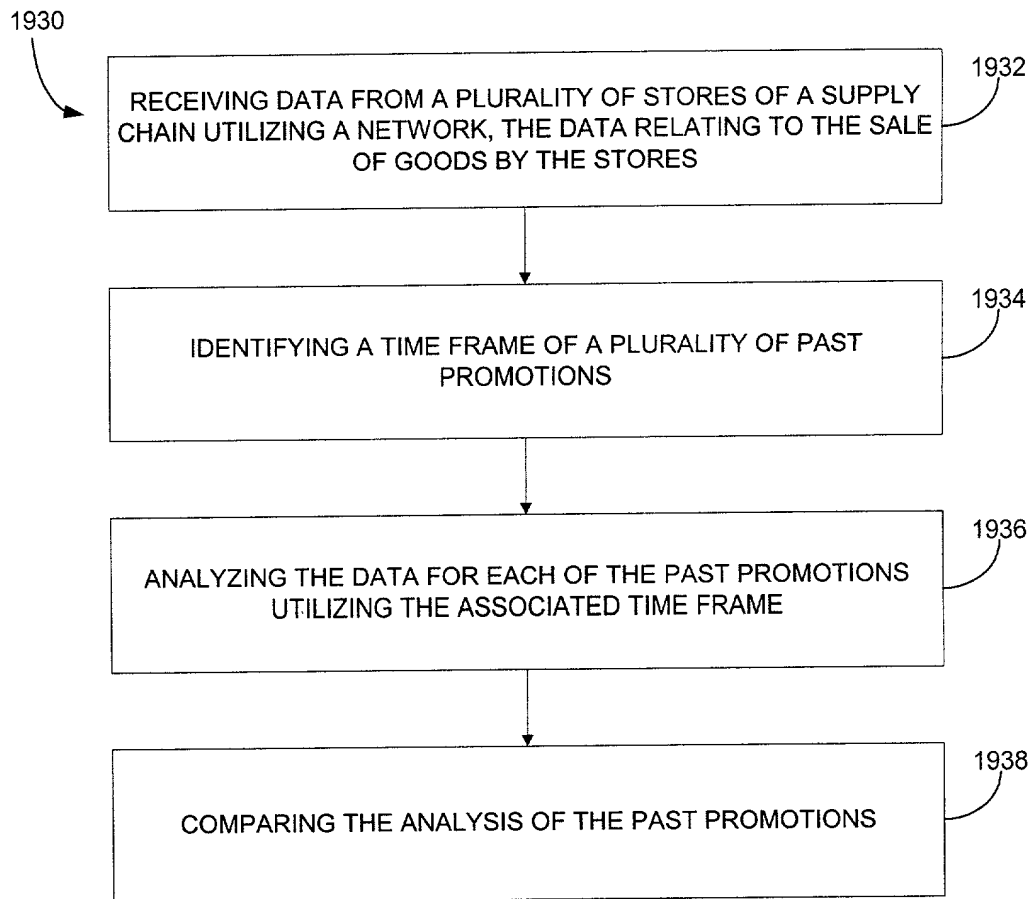 1930
1932
RECEIVING DATA FROM A PLURALITY OF STORES OF A SUPPLY
CHAIN UTILIZING A NETWORK, THE DATA RELATING TO THE SALE
OF GOODS BY THE STORES
1934
IDENTIFYING A TIME FRAME OF A PLURALITY OF PAST
PROMOTIONS
1936
ANALYZING THE DATA FOR EACH OF THE PAST PROMOTIONS
UTILIZING THE ASSOCIATED TIME FRAME
1938
COMPARING THE ANALYSIS OF THE PAST PROMOTIONS